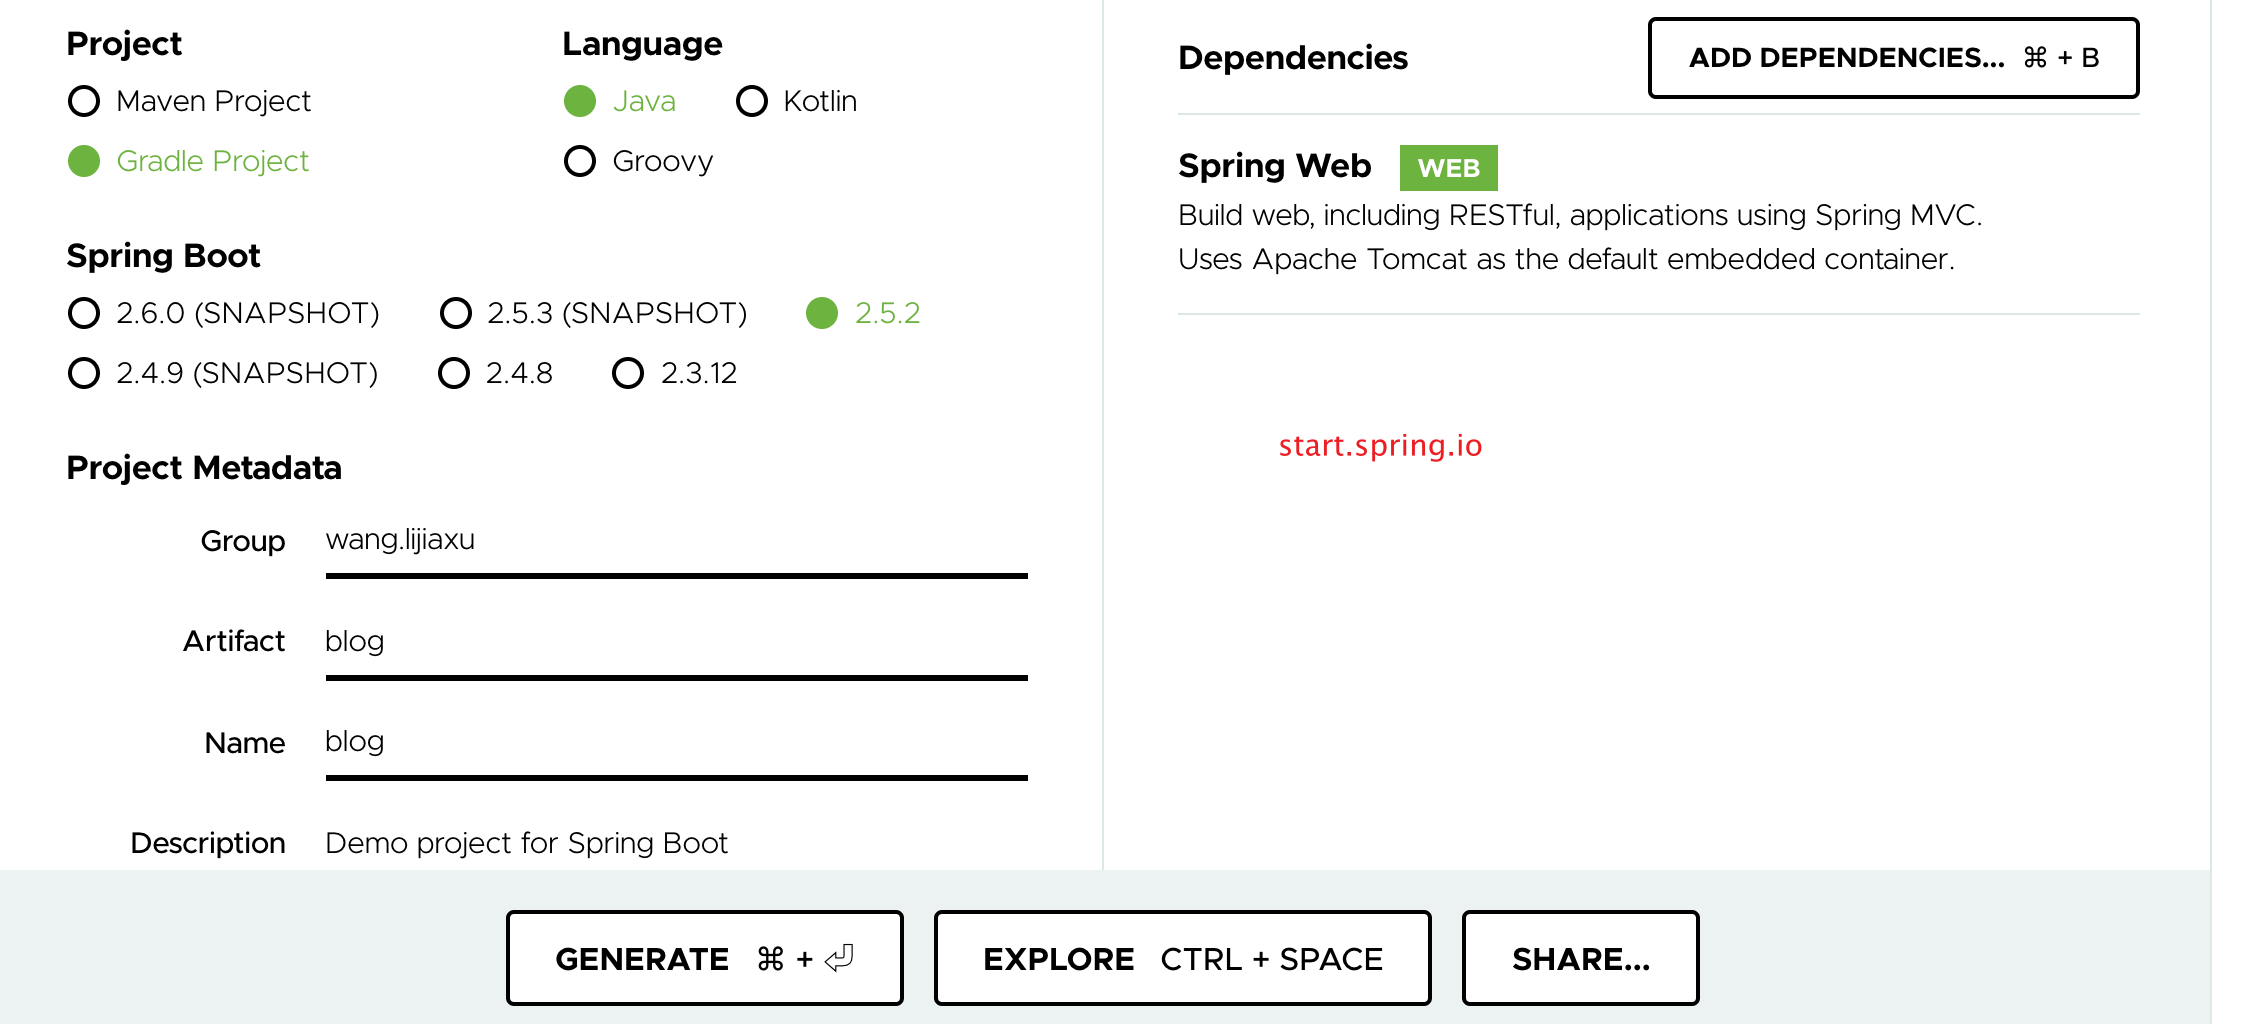 Project
Maven Project
Gradle Project
Language
Java Kotlin
Groovy
Spring Boot
2.6.0 (SNAPSHOT) 2.5.3 (SNAPSHOT) 2.5.2
2.4.9 (SNAPSHOT) 2.4.8 2.3.12
Project Metadata
Group wang.lijiaxu
Artifact blog
Name blog
Description Demo project for Spring Boot
Dependencies
ADD DEPENDENCIES... ⌘ + B
Spring Web WEB
Build web, including RESTful, applications using Spring MVC.
Uses Apache Tomcat as the default embedded container.
start.spring.io
GENERATE ⌘ + ⏎
EXPLORE CTRL + SPACE
SHARE...